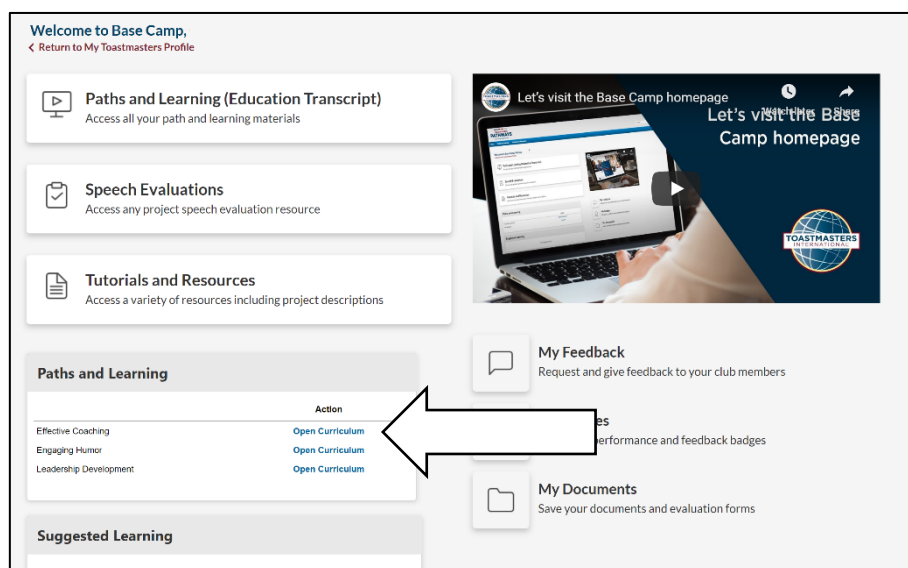 Welcome to Base Camp,
Return to My Toastmasters Profile
Paths and Learning (Education Transcript)
Access all your path and learning materials
Speech Evaluations
Access any project speech evaluation resource
Tutorials and Resources
Access a variety of resources including project descriptions
Let's visit the Base Camp homepage
Watch later
Share
Let's visit the Base
Camp homepage
TOASTMASTERS
INTERNATIONAL
Paths and Learning
Action
Effective Coaching Open Curriculum
Engaging Humor Open Curriculum
Leadership Development Open Curriculum
Suggested Learning
My Feedback
Request and give feedback to your club members
performance and feedback badges
My Documents
Save your documents and evaluation forms